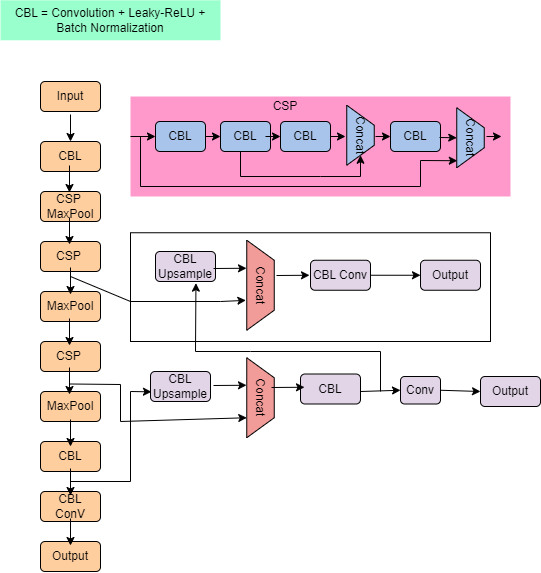 CBL = Convolution + Leaky-ReLU +
Batch Normalization
Input
CBL
CSP
MaxPool
CSP
MaxPool
CSP
MaxPool
CBL
CBL
ConV
Output
CSP
CBL
CBL
CBL
Concat
CBL
Concat
CBL
Upsample
Concat
CBL Conv
Output
CBL
Upsample
Concat
CBL
Conv
Output